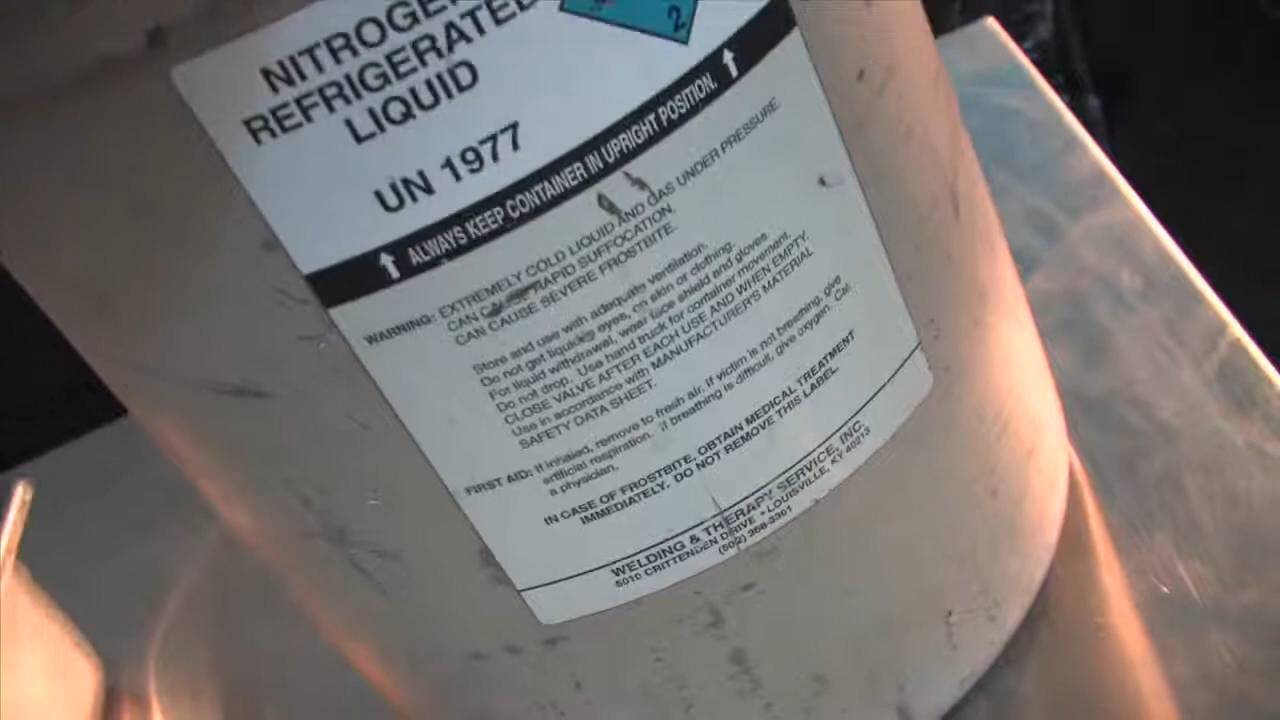 NITROGEN
REFRIGERATED
LIQUID
2
UN 1977
ALWAYS KEEP CONTAINER IN UPRIGHT POSITION.
WARNING: EXTREMELY COLD LIQUID AND GAS UNDER PRESSURE
CAN CAUSE RAPID SUFFOCATION.
CAN CAUSE SEVERE FROSTBITE.
Store and use with adequate ventilation.
Do not get liquid in eyes, on skin or clothing.
For liquid withdrawal, wear face shield and gloves.
Do not drop. Use hand truck for container movement.
CLOSE VALVE AFTER EACH USE AND WHEN EMPTY.
Use in accordance with MANUFACTURER'S MATERIAL
SAFETY DATA SHEET.
FIRST AID: If inhaled, remove to fresh air. If victim is not breathing, give
artificial respiration. If breathing is difficult, give oxygen. Call
a physician.
IN CASE OF FROSTBITE, OBTAIN MEDICAL TREATMENT
IMMEDIATELY. DO NOT REMOVE THIS LABEL.
WELDING & THERAPY SERVICE, INC.
5010 CRITTENDEN DRIVE • LOUISVILLE, KY 40213
(502) 368-3301